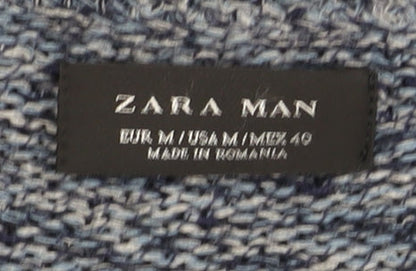 ZARA MAN
EUR M / USA M / MEX 40
MADE IN ROMANIA